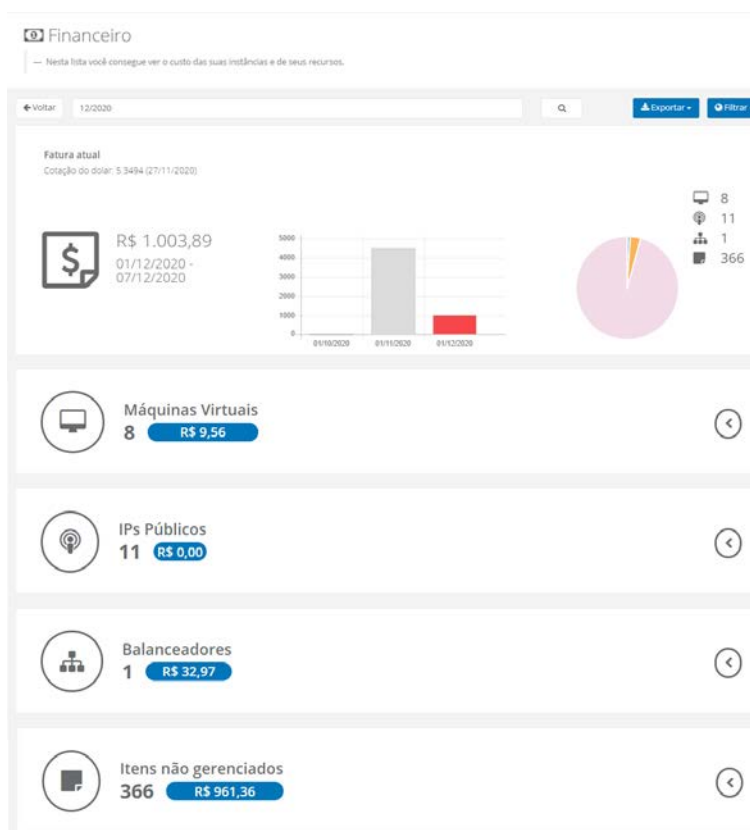 Financeiro
— Nesta lista você consegue ver o custo das suas instâncias e de seus recursos.
Voltar
12/2020
Exportar
Filtrar
Fatura atual
Cotação do dolar: 5.3494 (27/11/2020)
R$ 1.003,89
01/12/2020 -
07/12/2020
5000
4000
3000
2000
1000
0
01/10/2020
01/11/2020
01/12/2020
8
11
1
366
Máquinas Virtuais
8 R$ 9,56
IPs Públicos
11 R$ 0,00
Balanceadores
1 R$ 32,97
Itens não gerenciados
366 R$ 961,36